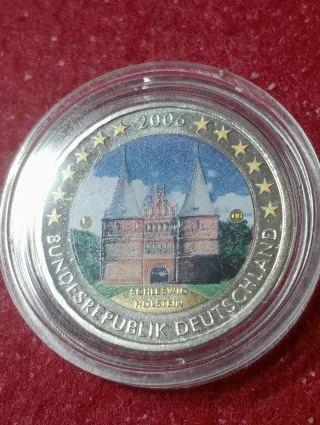 2006
SCHLESWIG-
HOLSTEIN
BUNDESREPUBLIK DEUTSCHLAND